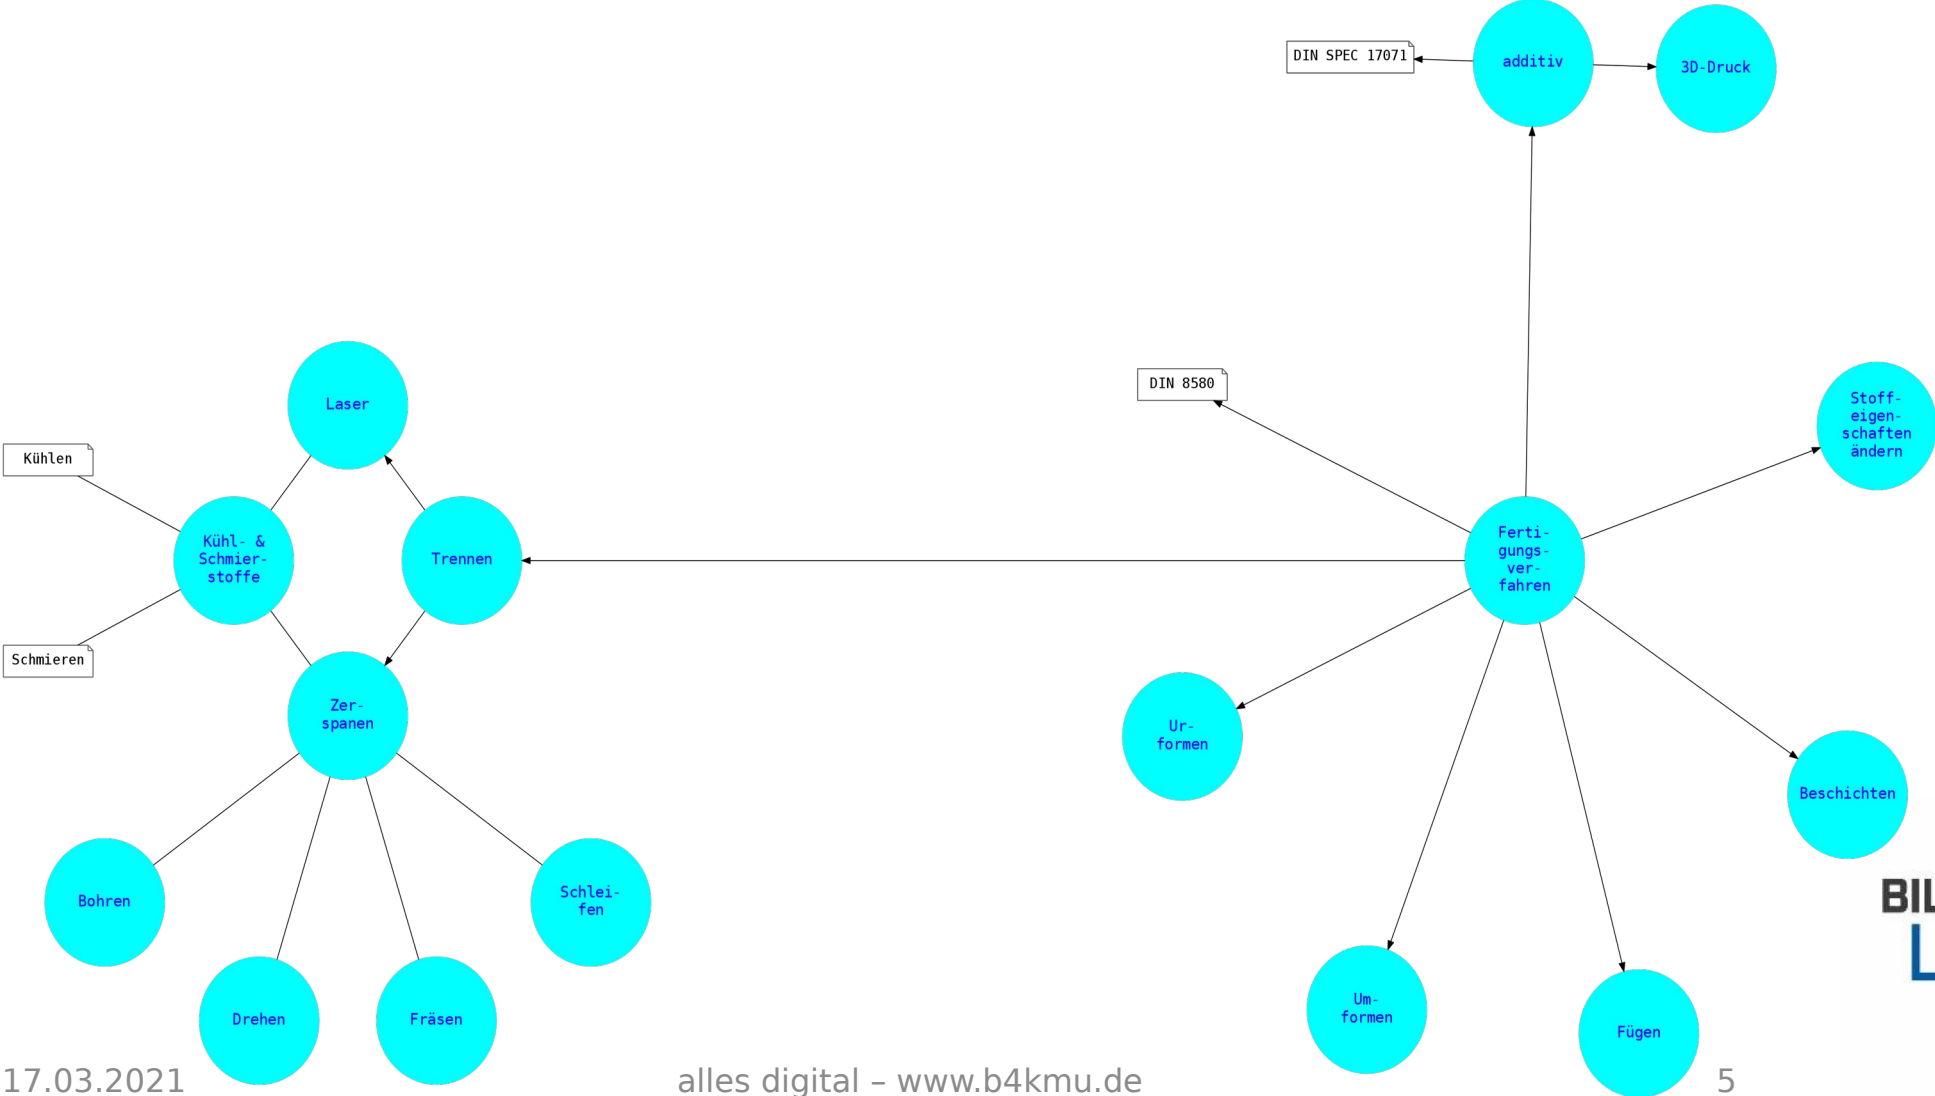 DIN SPEC 17071
additiv
3D-Druck
DIN 8580
Stoff-
eigen-
schaften
ändern
Laser
Kühlen
Kühl- &
Schmier-
stoffe
Trennen
Ferti-
gungs-
ver-
fahren
Schmieren
Zer-
spanen
Ur-
formen
Beschichten
Bohren
Schlei-
fen
Drehen
Fräsen
Um-
formen
Fügen
BIL
L
17.03.2021
alles digital – www.b4kmu.de
5